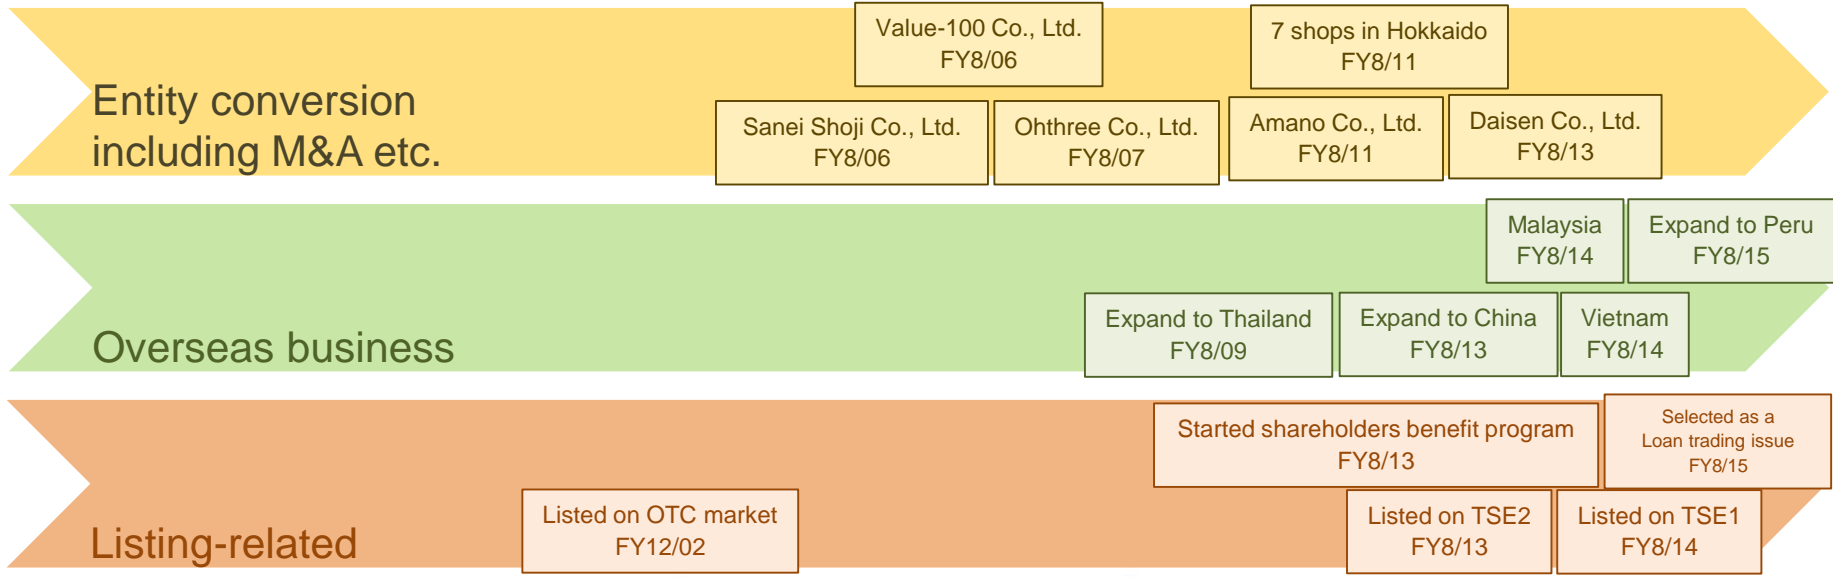 Entity conversion
including M&A etc.
Value-100 Co., Ltd.
FY8/06
7 shops in Hokkaido
FY8/11
Sanei Shoji Co., Ltd.
FY8/06
Ohthree Co., Ltd.
FY8/07
Amano Co., Ltd.
FY8/11
Daisen Co., Ltd.
FY8/13
Overseas business
Malaysia
FY8/14
Expand to Peru
FY8/15
Expand to Thailand
FY8/09
Expand to China
FY8/13
Vietnam
FY8/14
Listing-related
Started shareholders benefit program
FY8/13
Selected as a
Loan trading issue
FY8/15
Listed on OTC market
FY12/02
Listed on TSE2
FY8/13
Listed on TSE1
FY8/14